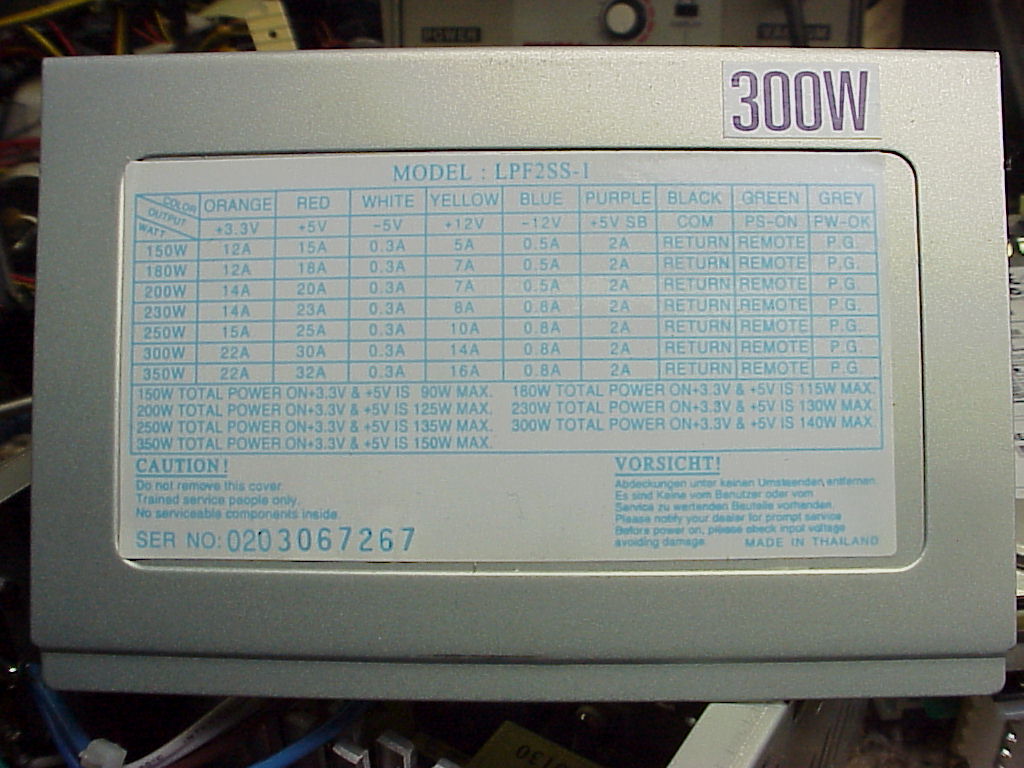 POWER
300W
MODEL : LPF2SS-1
COLOR OUTPUT WATT ORANGE RED WHITE YELLOW BLUE PURPLE BLACK GREEN GREY
+3.3V +5V -5V +12V -12V +5V SB COM PS-ON PW-OK
150W 12A 15A 0.3A 5A 0.5A 2A RETURN REMOTE P.G.
180W 12A 18A 0.3A 7A 0.5A 2A RETURN REMOTE P.G.
200W 14A 20A 0.3A 7A 0.5A 2A RETURN REMOTE P.G.
230W 14A 23A 0.3A 8A 0.8A 2A RETURN REMOTE P.G.
250W 15A 25A 0.3A 10A 0.8A 2A RETURN REMOTE P.G.
300W 22A 30A 0.3A 14A 0.8A 2A RETURN REMOTE P.G.
350W 22A 32A 0.3A 16A 0.8A 2A RETURN REMOTE P.G.
150W TOTAL POWER ON+3.3V & +5V IS 90W MAX. 180W TOTAL POWER ON+3.3V & +5V IS 115W MAX.
200W TOTAL POWER ON+3.3V & +5V IS 125W MAX. 230W TOTAL POWER ON+3.3V & +5V IS 130W MAX.
250W TOTAL POWER ON+3.3V & +5V IS 135W MAX. 300W TOTAL POWER ON+3.3V & +5V IS 140W MAX.
350W TOTAL POWER ON+3.3V & +5V IS 150W MAX.
CAUTION!
Do not remove this cover.
Trained service people only.
No serviceable components inside.
SER NO: 0203067267
VORSICHT!
Abdeckungen unter keinen Umstaenden entfernen.
Es sind Keine vom Benutzer oder vom
Service zu wertenden Bauteile vorhanden.
Please notify your dealer for prompt service
Before power on, please check input voltage
avoiding damage. MADE IN THAILAND